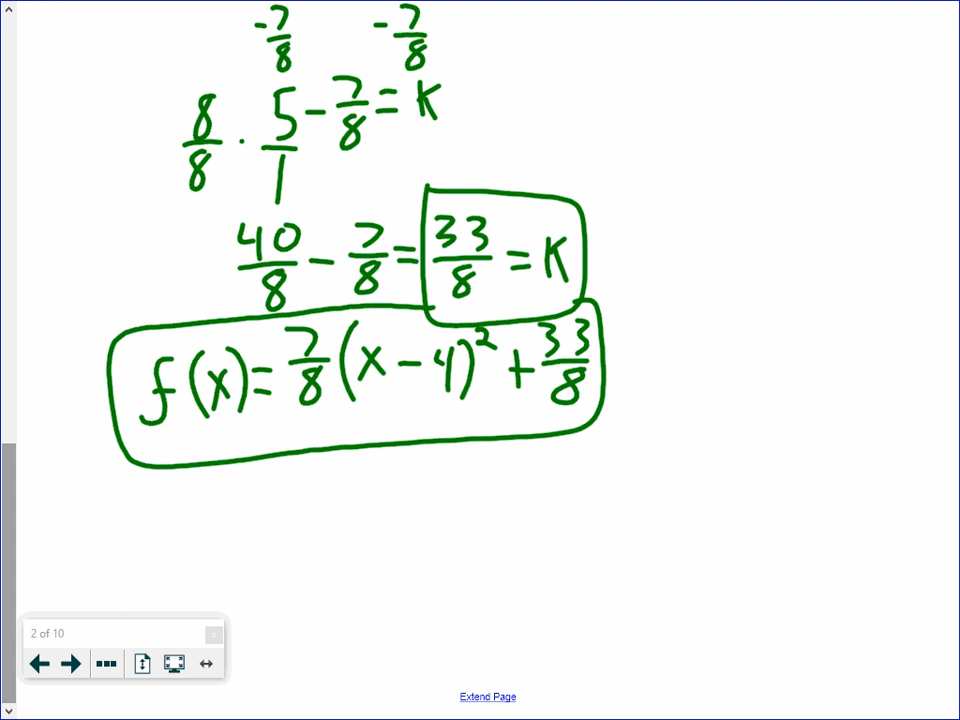 -7/8 -7/8
8/8 · 5/1 - 7/8 = K
40/8 - 7/8 = 33/8 = K
f(x) = 7/8 (x - 4)² + 33/8
2 of 10
Extend Page